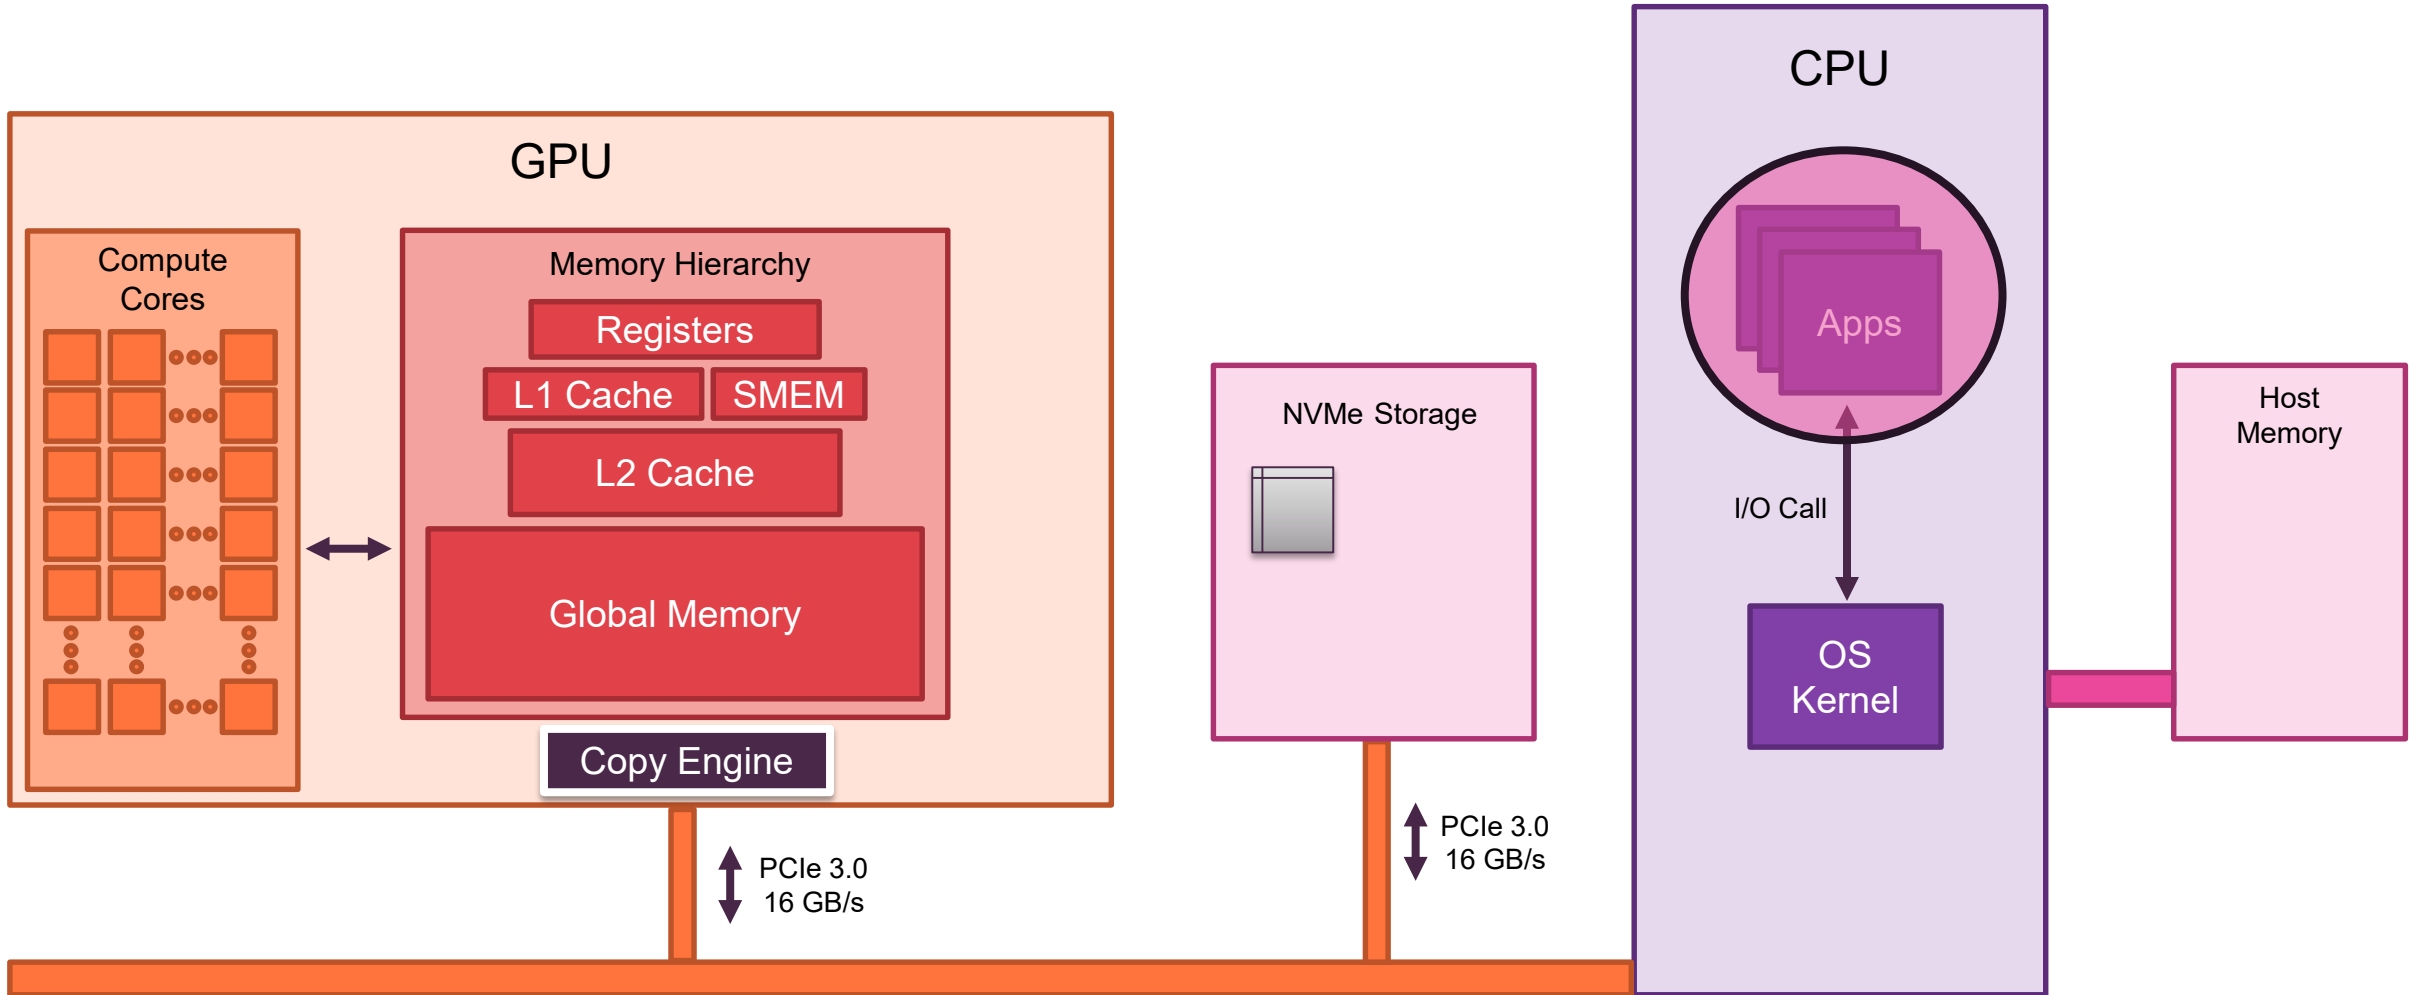 GPU
Compute
Cores
Memory Hierarchy
Registers
L1 Cache
SMEM
L2 Cache
Global Memory
Copy Engine
PCIe 3.0
16 GB/s
NVMe Storage
PCIe 3.0
16 GB/s
CPU
Apps
I/O Call
OS
Kernel
Host
Memory